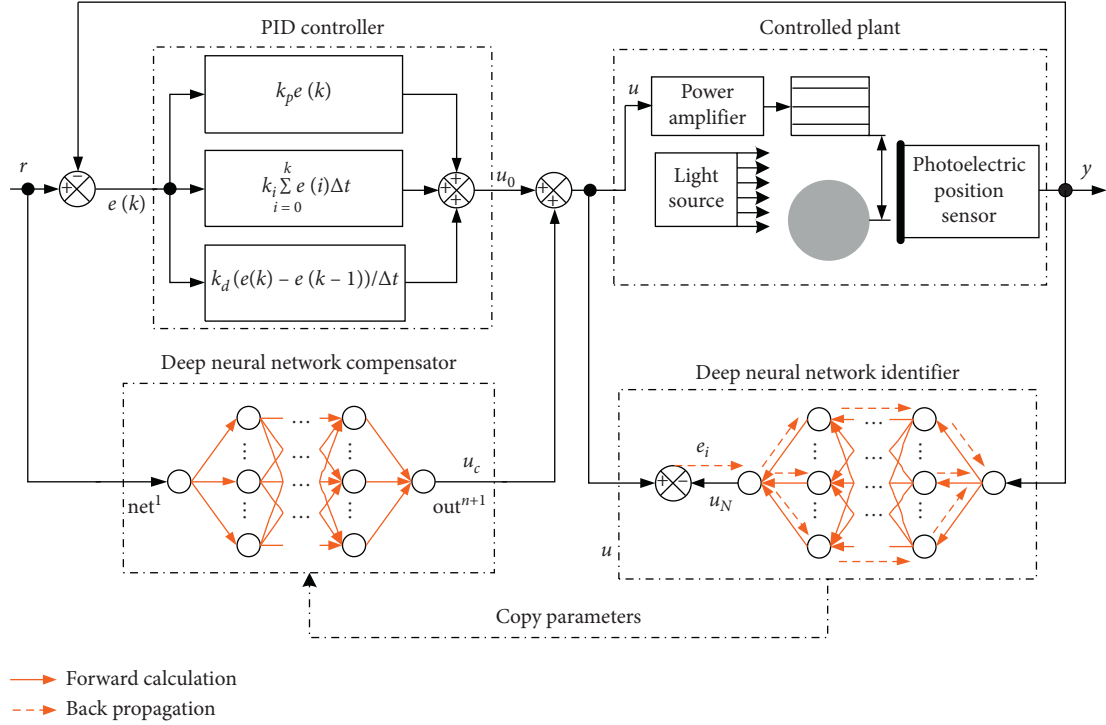 PID controller
Controlled plant
k_p e (k)
u
Power
amplifier
r
−
+
e (k)
k_i ∑_{i = 0}^{k} e (i)Δt
+
+
+
u_0
+
+
Light
source
Photoelectric
position
sensor
y
k_d (e(k) − e (k − 1))/Δt
Deep neural network compensator
Deep neural network identifier
...
...
⋮
⋮
⋮
⋮
e_i
u_c
...
...
+
−
net^1
out^{n+1}
u_N
⋮
⋮
⋮
⋮
...
...
u
Copy parameters
Forward calculation
Back propagation